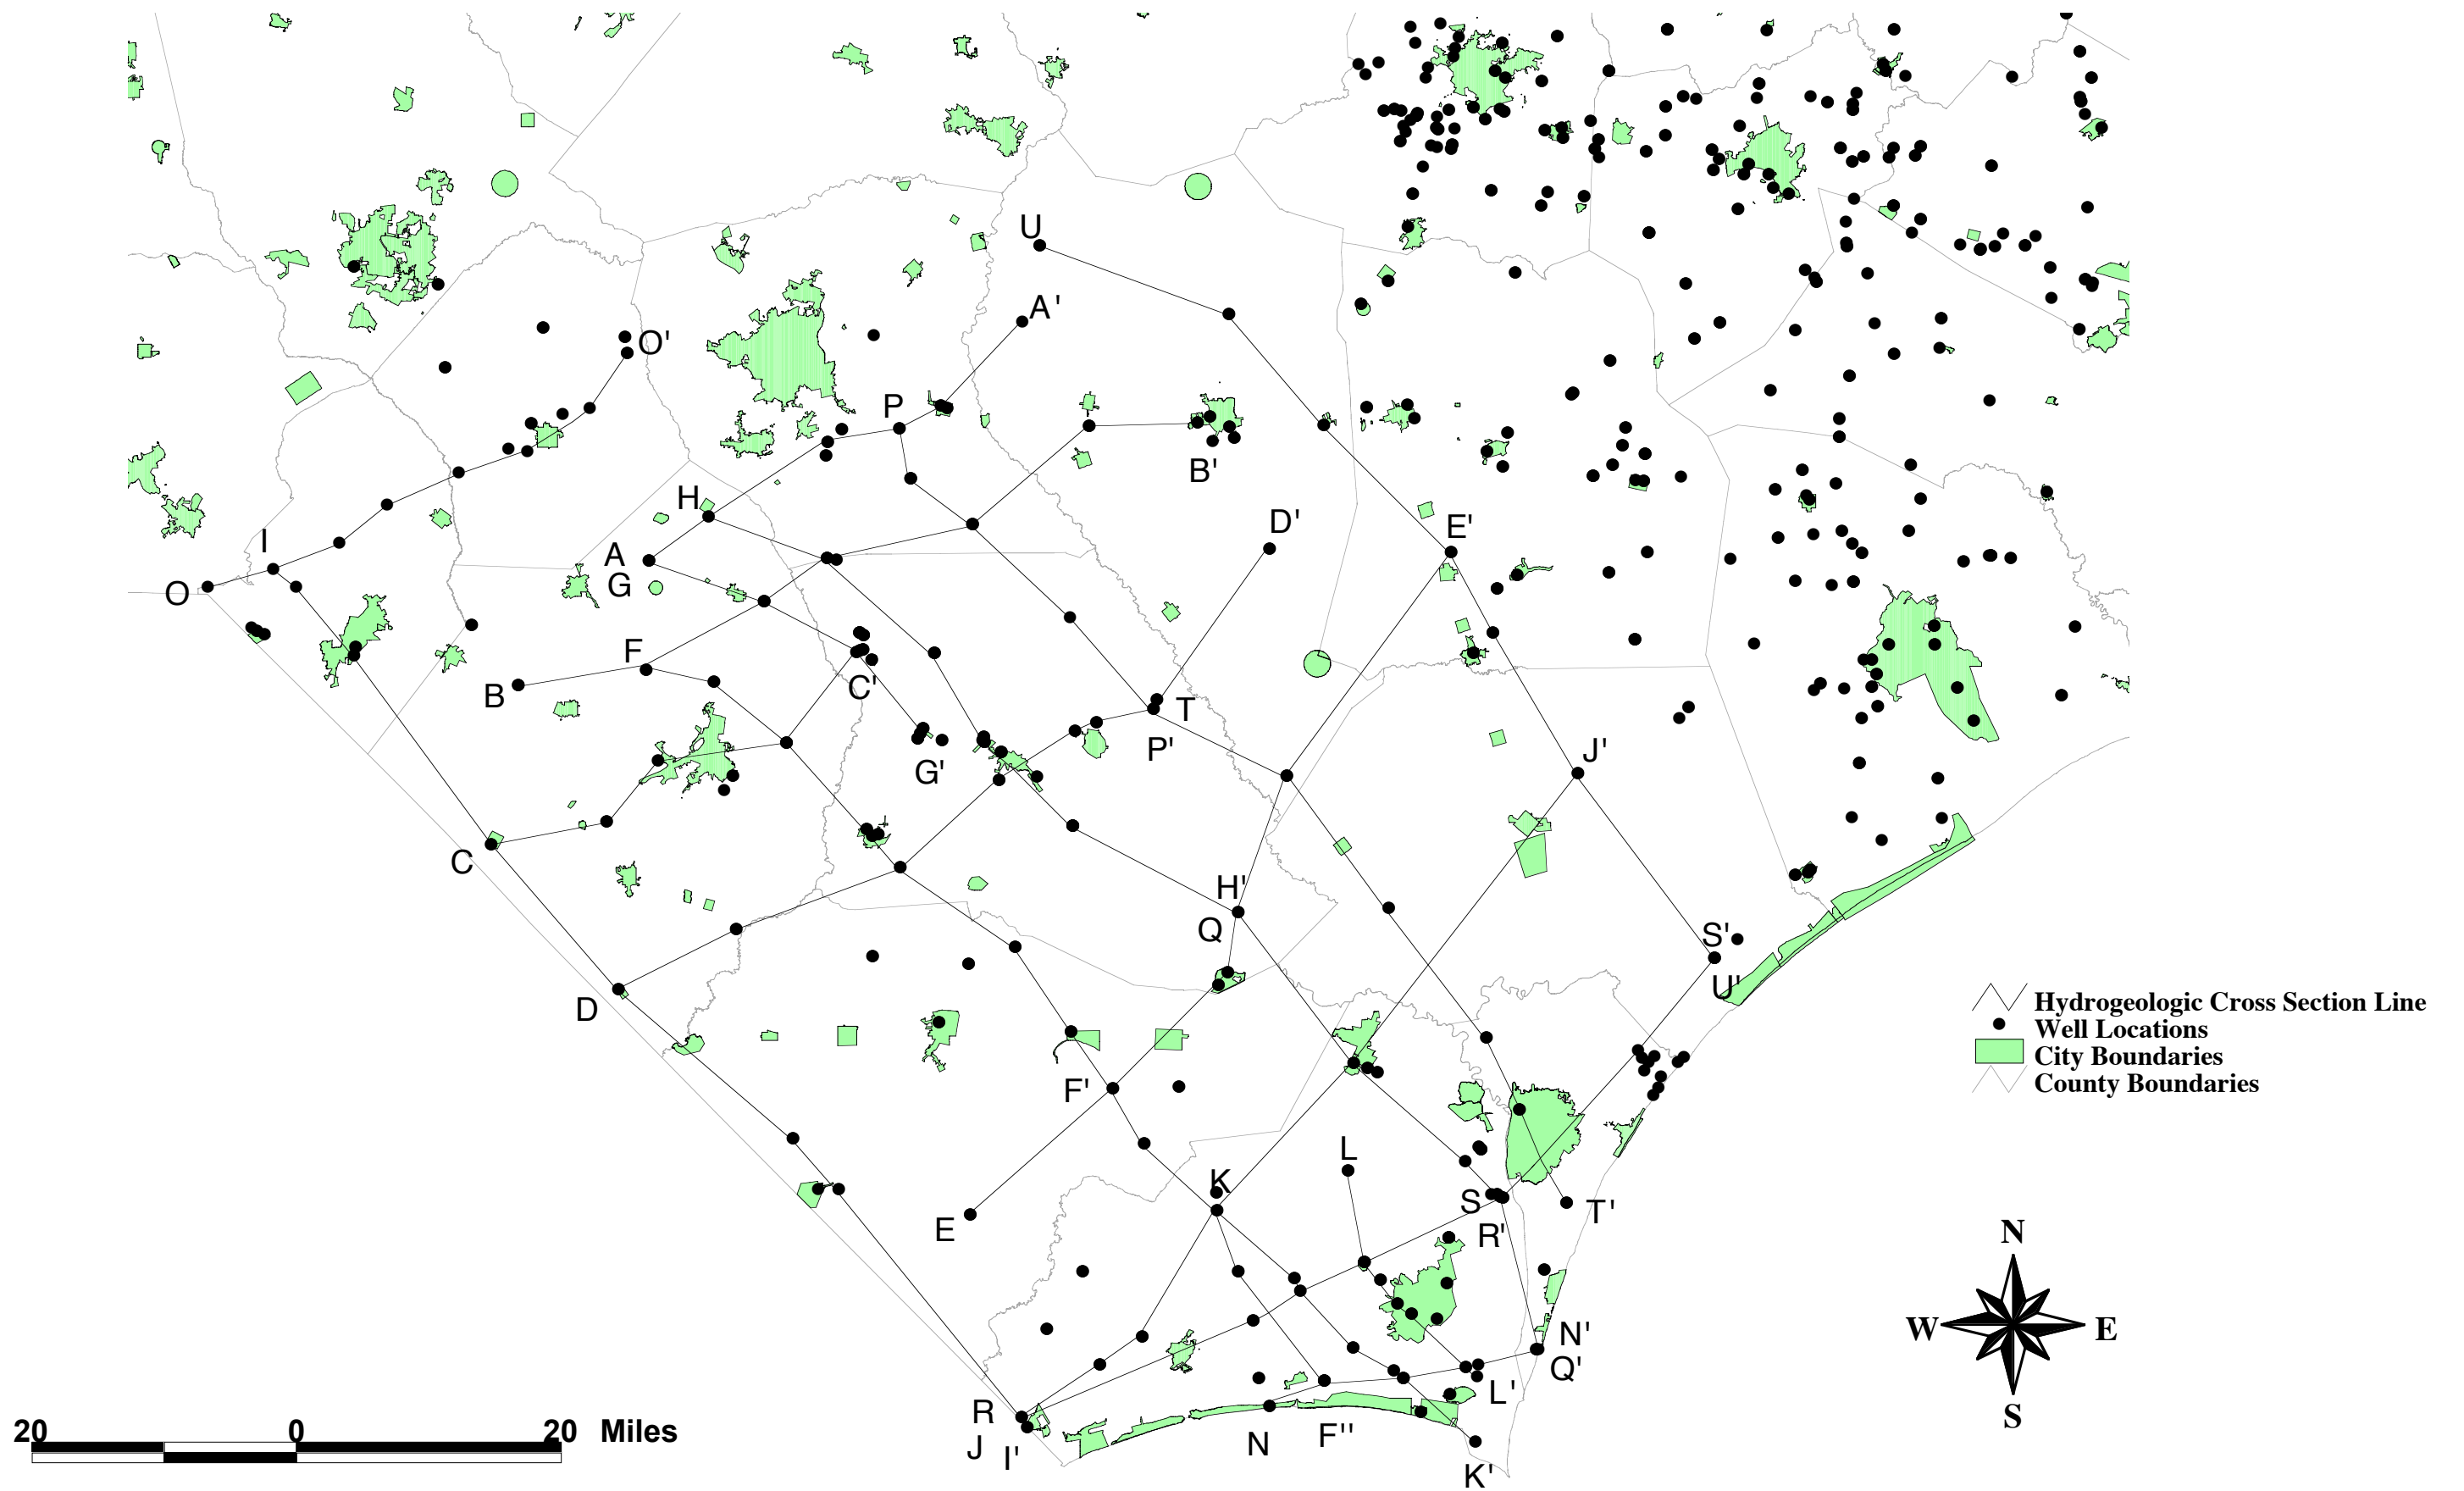 U
A'
O'
P
B'
H
D'
E'
I
A
G
O
F
B
C'
T
P'
J'
G'
C
H'
Q
S'
D
U'
Hydrogeologic Cross Section Line
Well Locations
City Boundaries
County Boundaries
F'
L
K
E
S
T'
R'
N
W
E
S
N'
Q'
L'
R
J
I'
N
F''
K'
20 0 20 Miles